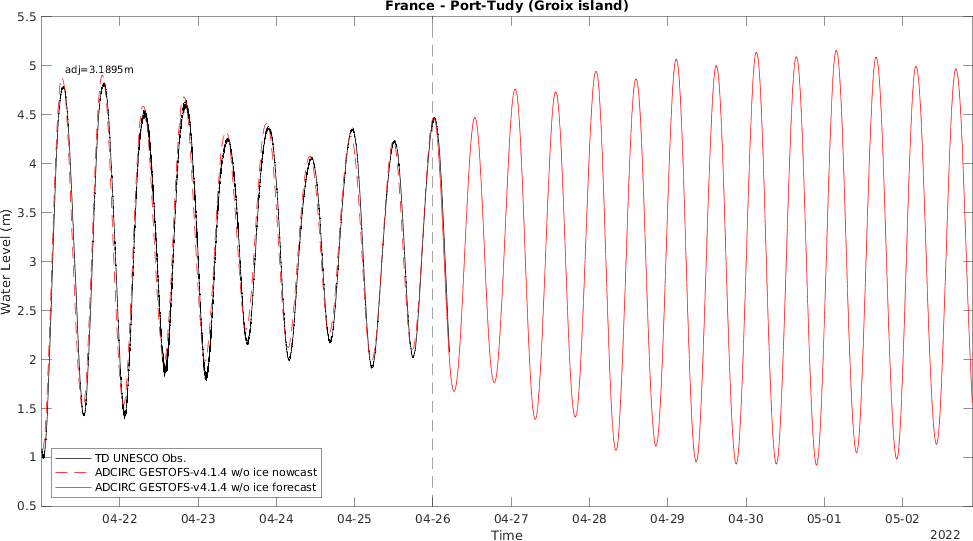 France - Port-Tudy (Groix island)
adj=3.1895m
5.5
5
4.5
4
3.5
3
2.5
2
1.5
1
0.5
Water Level (m)
TD UNESCO Obs.
ADCIRC GESTOFS-v4.1.4 w/o ice nowcast
ADCIRC GESTOFS-v4.1.4 w/o ice forecast
04-22 04-23 04-24 04-25 04-26 04-27 04-28 04-29 04-30 05-01 05-02
Time
2022